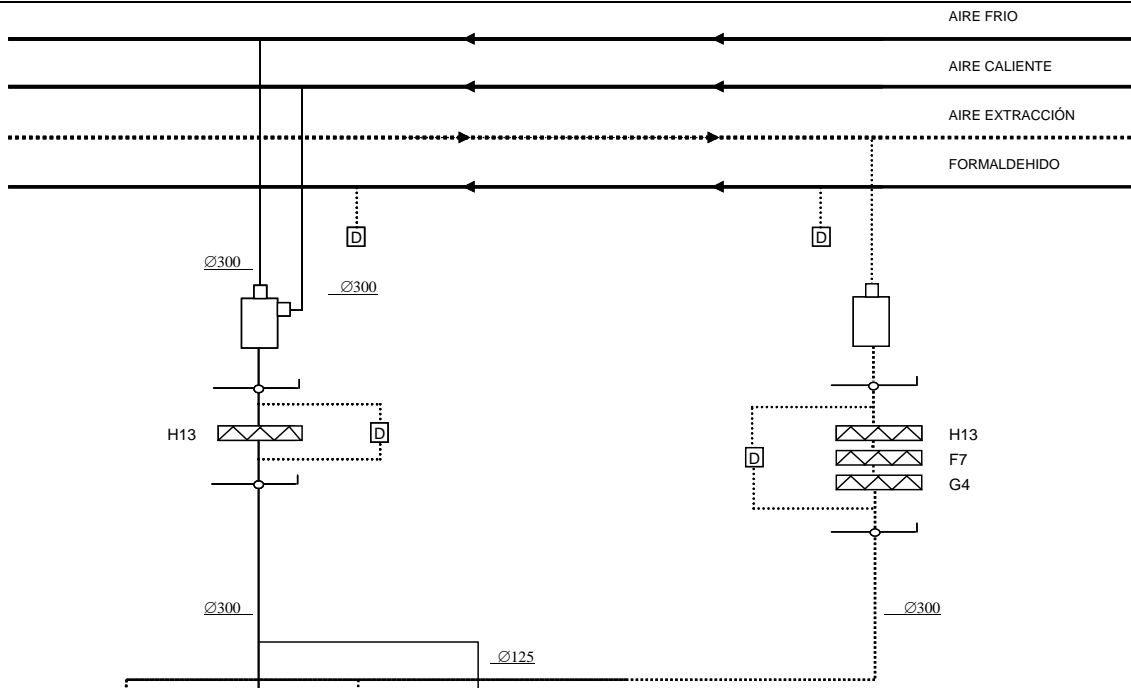 AIRE FRIO
AIRE CALIENTE
AIRE EXTRACCIÓN
FORMALDEHIDO
D
D
∅300
∅300
H13
D
H13
D
F7
G4
∅300
∅300
∅125